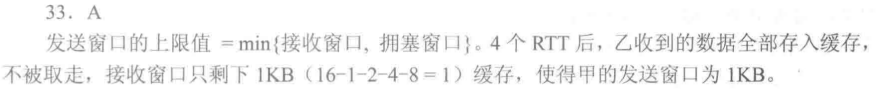 33．A
发送窗口的上限值 =min{接收窗口, 拥塞窗口}。4 个 RTT 后，乙收到的数据全部存入缓存，
不被取走，接收窗口只剩下 1KB（16-1-2-4-8 = 1）缓存，使得甲的发送窗口为 1KB。